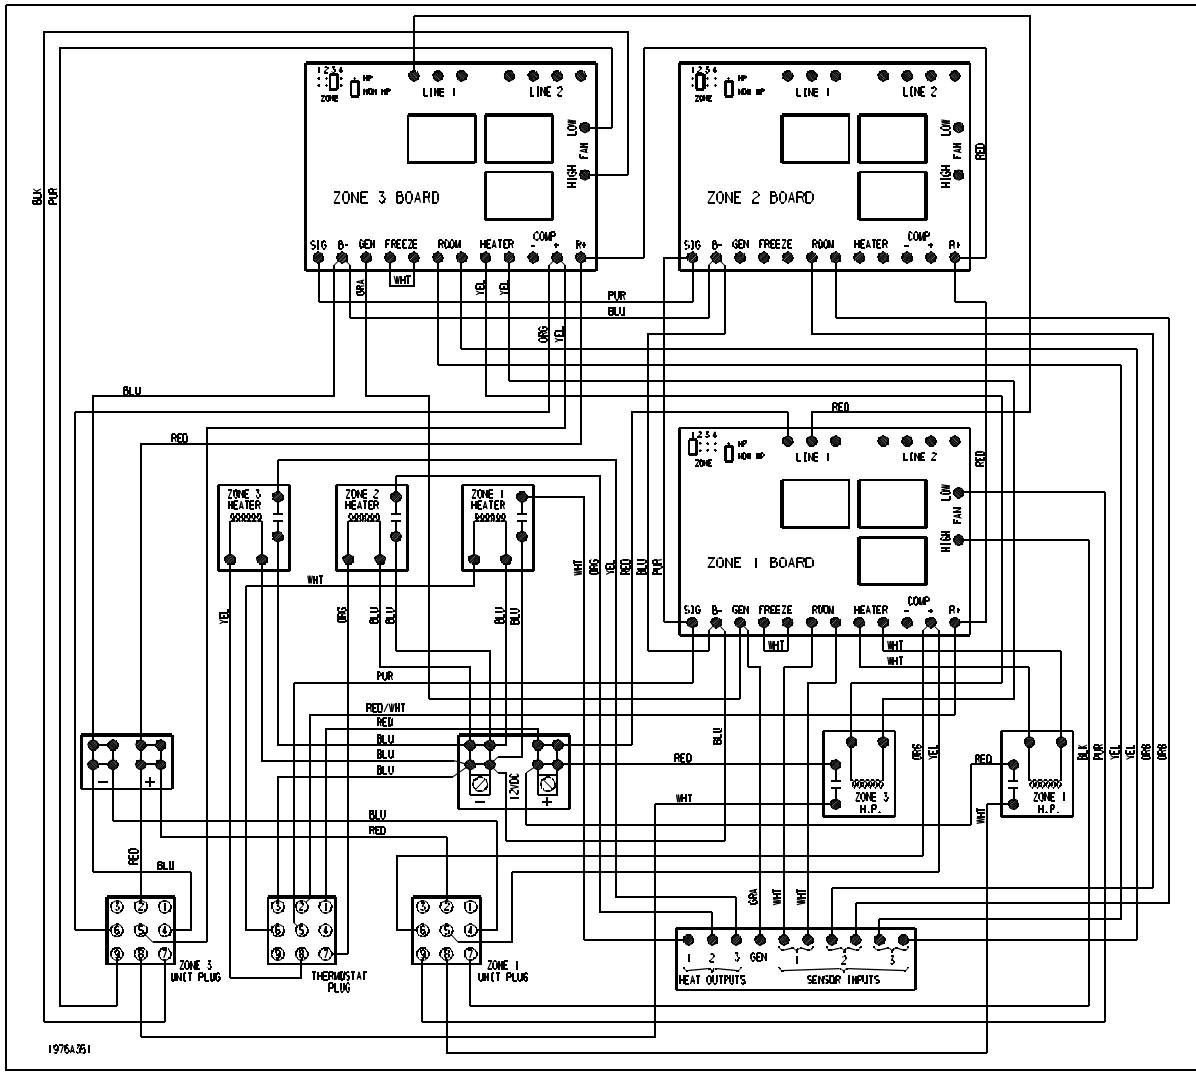 1 2 3 4
ZONE
HP
NON HP
LINE 1
LINE 2
LOW
FAN
HIGH
ZONE 3 BOARD
SIG B- GEN FREEZE ROOM HEATER COMP - + R+
1 2 3 4
ZONE
HP
NON HP
LINE 1
LINE 2
LOW
FAN
HIGH
RED
ZONE 2 BOARD
SIG B- GEN FREEZE ROOM HEATER COMP - + R+
BLK
PUR
GRA
WHT
YEL
YEL
PUR
BLU
ORG
YEL
BLU
RED
RED
1 2 3 4
ZONE
HP
NON HP
LINE 1
LINE 2
LOW
FAN
HIGH
RED
ZONE 1 BOARD
SIG B- GEN FREEZE ROOM HEATER COMP - + R+
ZONE 3
HEATER
ZONE 2
HEATER
ZONE 1
HEATER
WHT
YEL
ORG
BLU
BLU
BLU
BLU
WHT
ORG
YEL
RED
BLU
PUR
WHT
WHT
WHT
PUR
RED/WHT
RED
BLU
BLU
BLU
BLU
ORG
YEL
BLK
PUR
YEL
YEL
ORG
ORG
- +
- 12VDC +
RED
WHT
ZONE 3
H.P.
RED
WHT
ZONE 1
H.P.
BLU
RED
RED
BLU
3 2 1
6 5 4
9 8 7
ZONE 3
UNIT PLUG
3 2 1
6 5 4
9 8 7
THERMOSTAT
PLUG
3 2 1
6 5 4
9 8 7
ZONE 1
UNIT PLUG
GRA
WHT
WHT
1 2 3 GEN 1 2 3
HEAT OUTPUTS
SENSOR INPUTS
1976A351